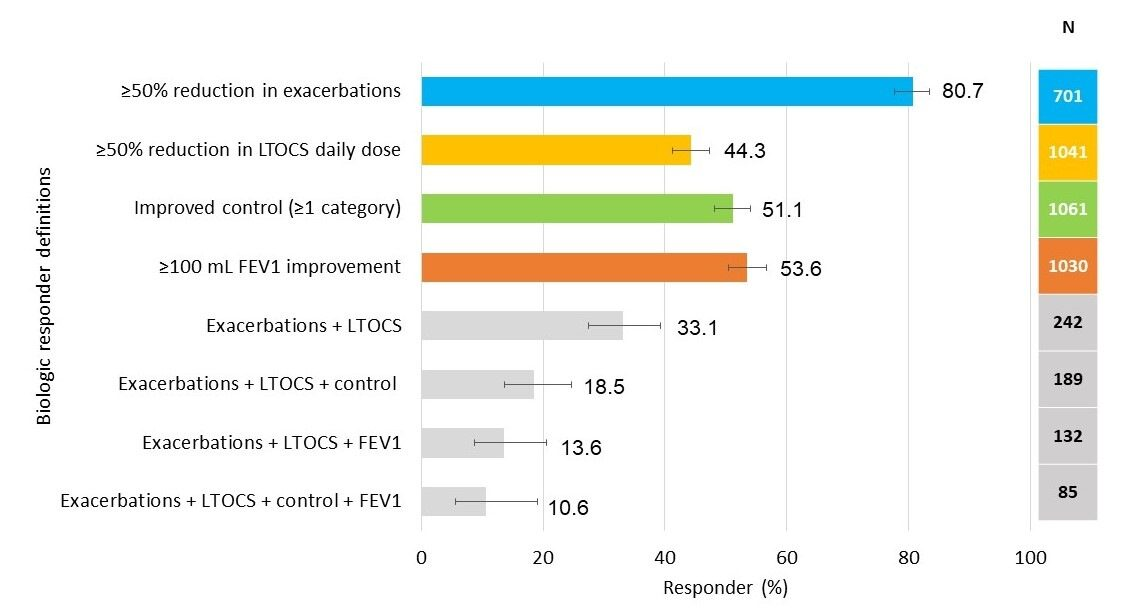 N
≥50% reduction in exacerbations 80.7 701
≥50% reduction in LTOCS daily dose 44.3 1041
Improved control (≥1 category) 51.1 1061
≥100 mL FEV1 improvement 53.6 1030
Exacerbations + LTOCS 33.1 242
Exacerbations + LTOCS + control 18.5 189
Exacerbations + LTOCS + FEV1 13.6 132
Exacerbations + LTOCS + control + FEV1 10.6 85
Biologic responder definitions
0 20 40 60 80 100
Responder (%)